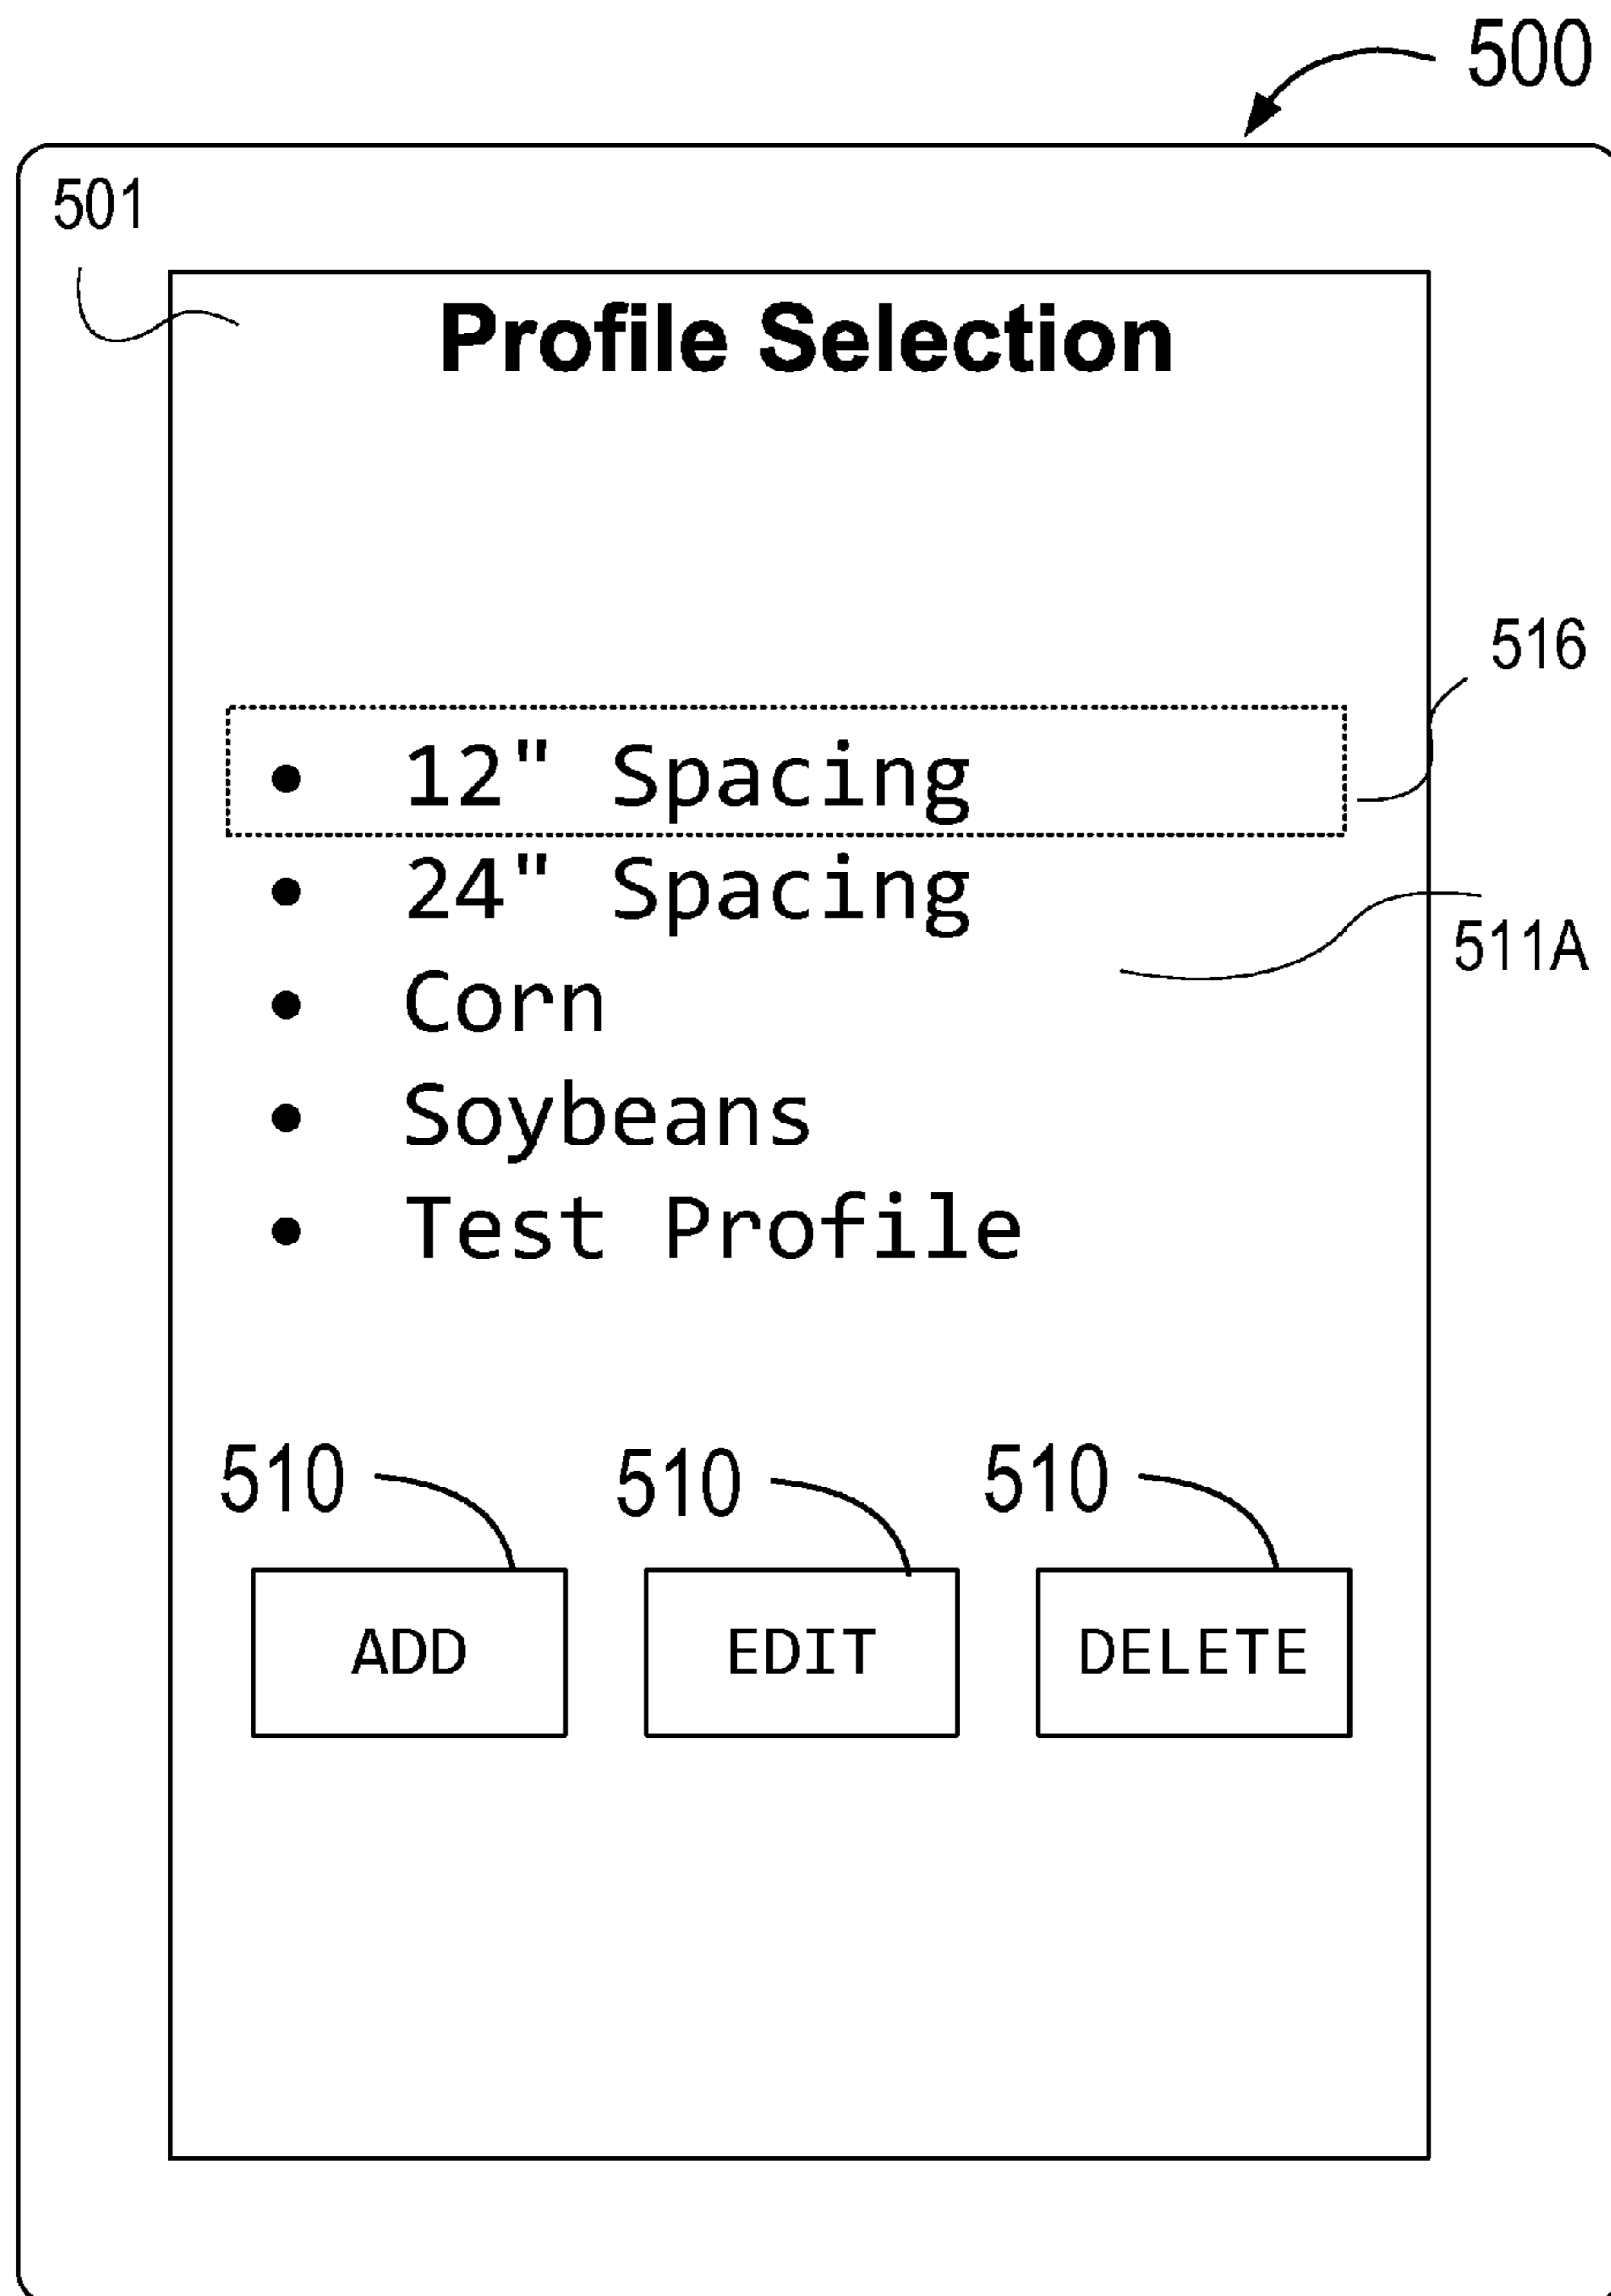 500
501
Profile Selection
516
• 12" Spacing
• 24" Spacing
511A
• Corn
• Soybeans
• Test Profile
510 510 510
ADD EDIT DELETE